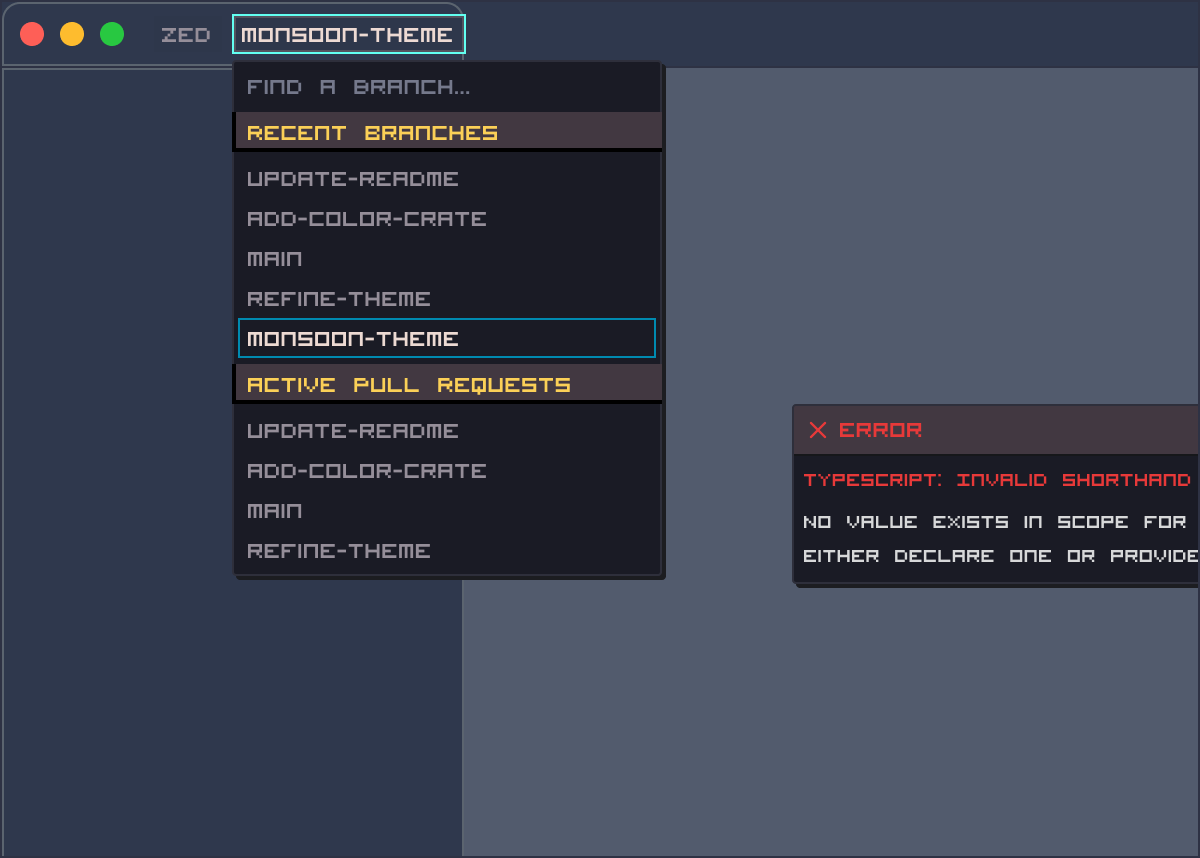 ZED MONSOON-THEME
FIND A BRANCH...
RECENT BRANCHES
UPDATE-README
ADD-COLOR-CRATE
MAIN
REFINE-THEME
MONSOON-THEME
ACTIVE PULL REQUESTS
UPDATE-README
ADD-COLOR-CRATE
MAIN
REFINE-THEME
ERROR
TYPESCRIPT: INVALID SHORTHAND
NO VALUE EXISTS IN SCOPE FOR
EITHER DECLARE ONE OR PROVIDE